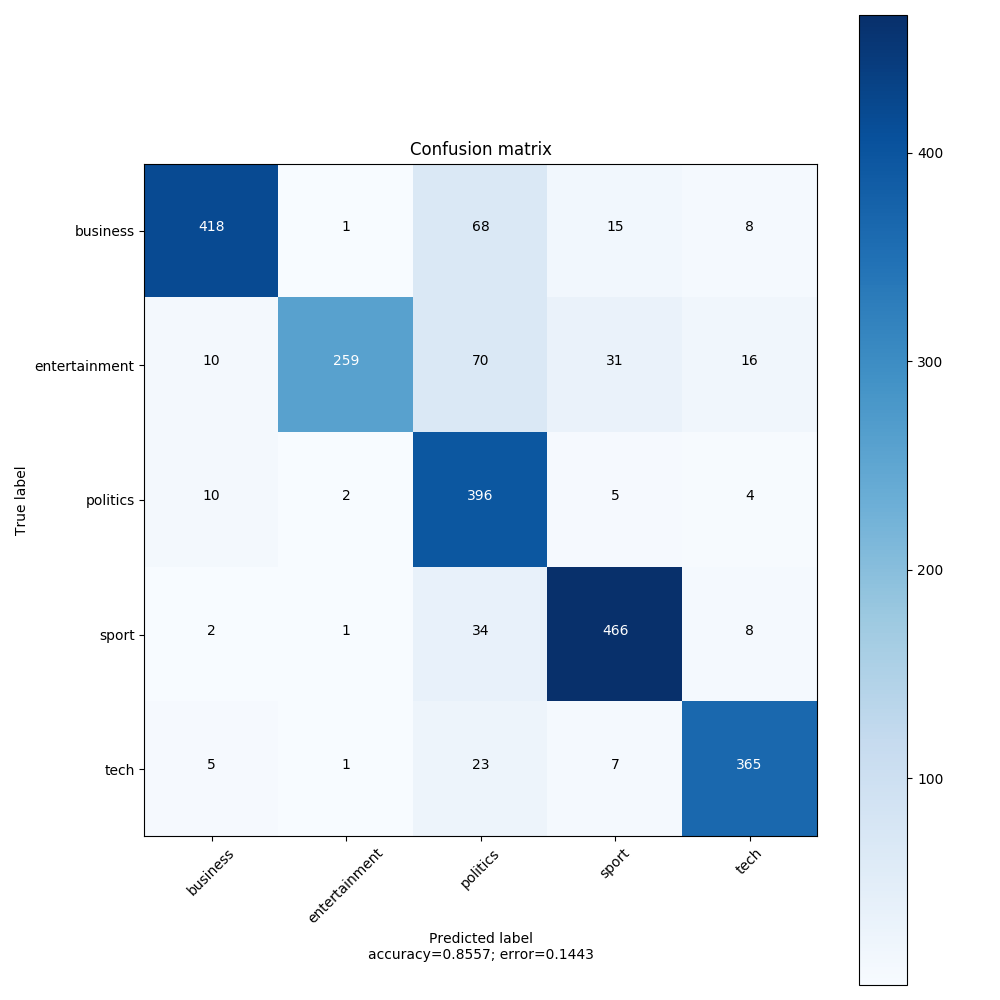 Confusion matrix
business 418 1 68 15 8
entertainment 10 259 70 31 16
politics 10 2 396 5 4
sport 2 1 34 466 8
tech 5 1 23 7 365
True label
business entertainment politics sport tech
Predicted label
accuracy=0.8557; error=0.1443
400
300
200
100